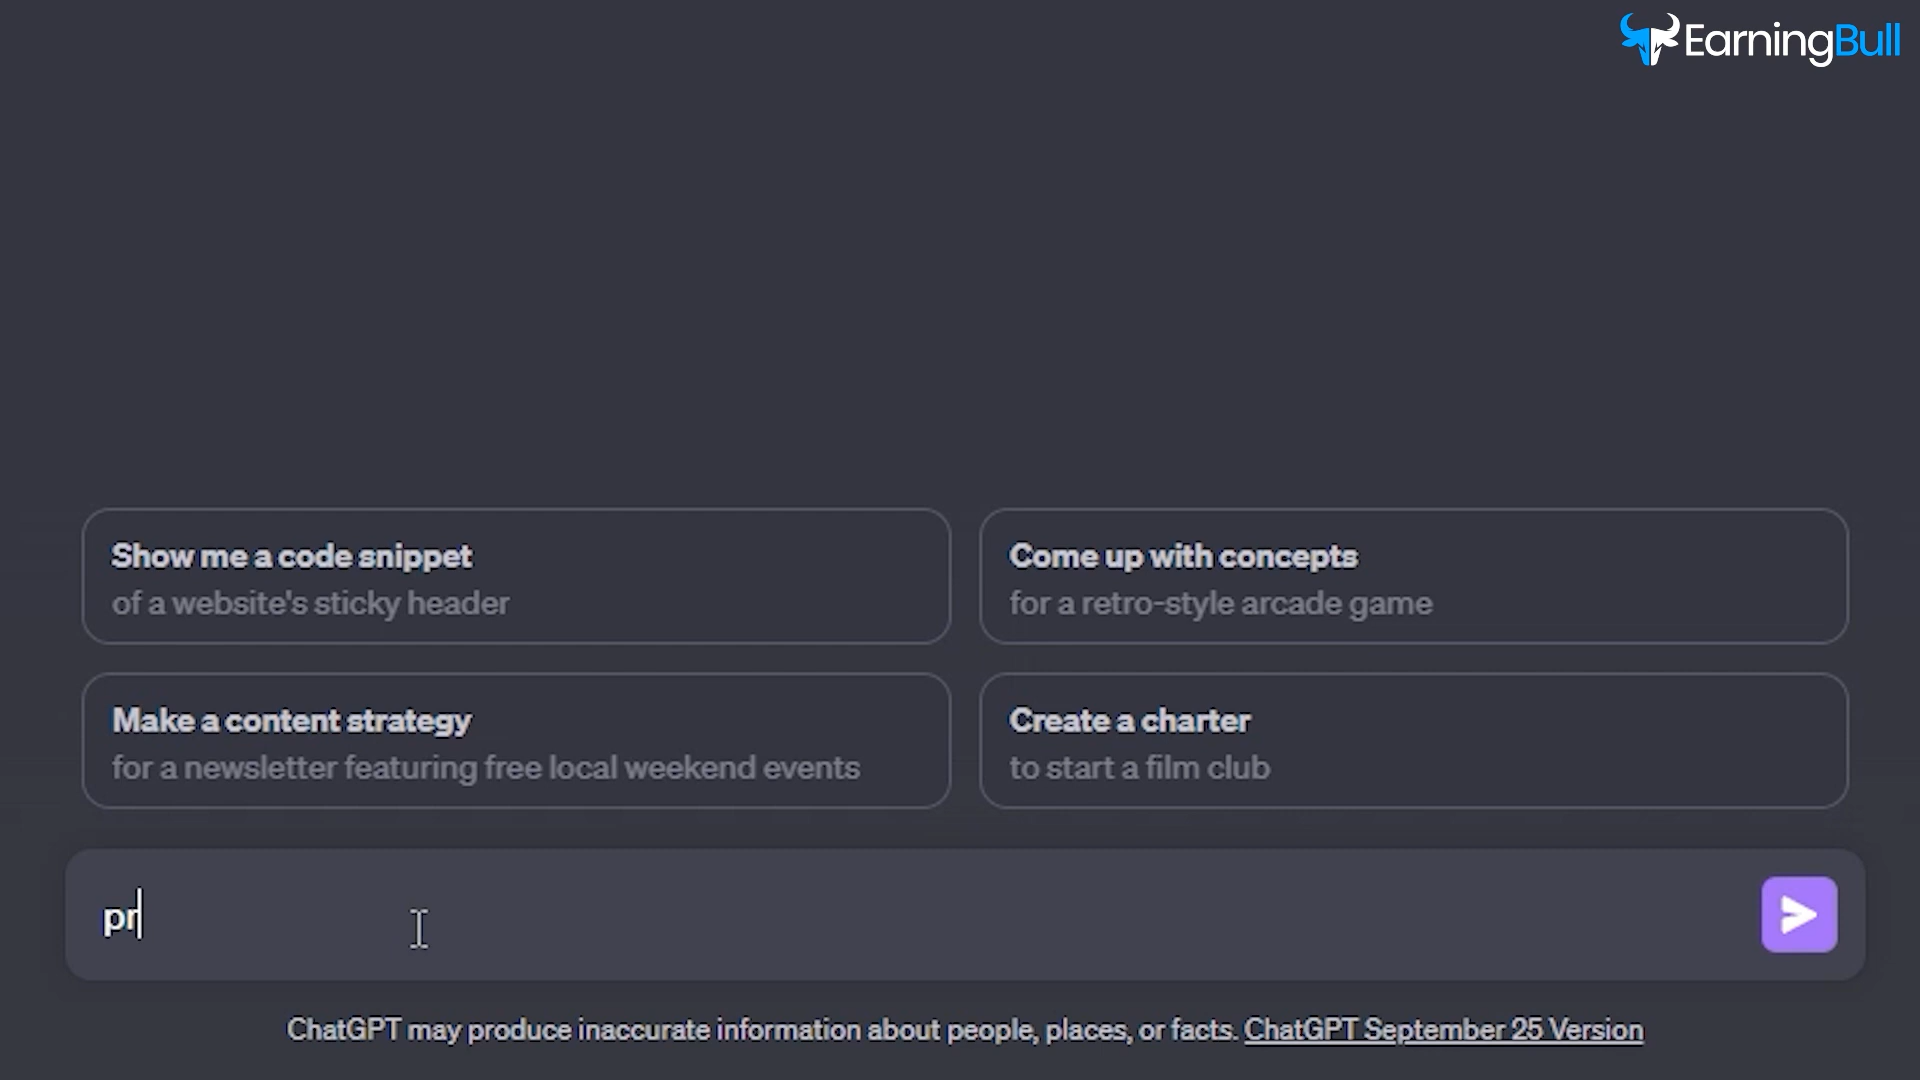 EarningBull
Show me a code snippet
of a website's sticky header
Come up with concepts
for a retro-style arcade game
Make a content strategy
for a newsletter featuring free local weekend events
Create a charter
to start a film club
pr
ChatGPT may produce inaccurate information about people, places, or facts. ChatGPT September 25 Version